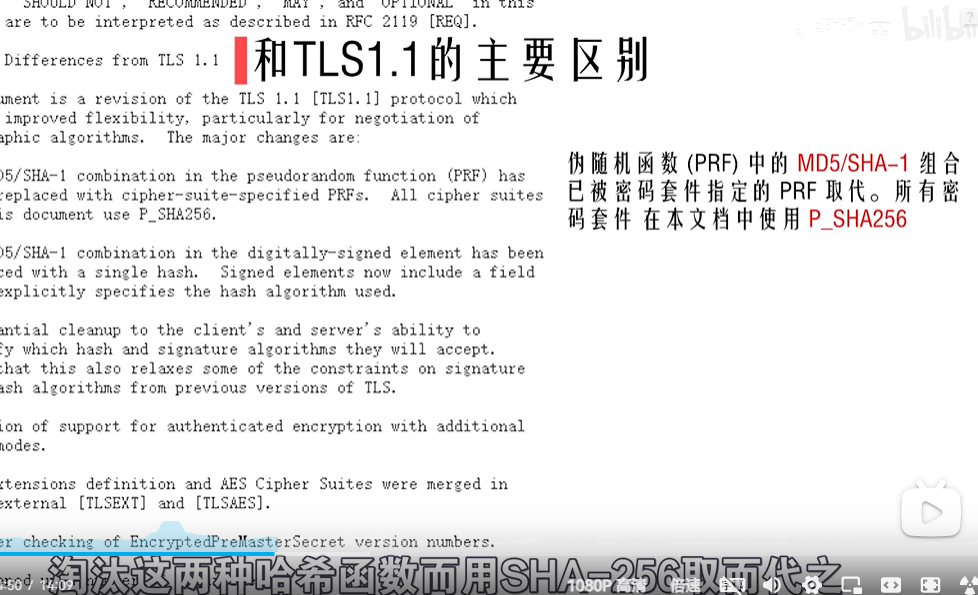 "SHOULD NOT", "RECOMMENDED", "MAY", and "OPTIONAL" in this
are to be interpreted as described in RFC 2119 [REQ].
Differences from TLS 1.1
和TLS1.1的主要区别
ument is a revision of the TLS 1.1 [TLS1.1] protocol which
improved flexibility, particularly for negotiation of
aphic algorithms. The major changes are:
D5/SHA-1 combination in the pseudorandom function (PRF) has
replaced with cipher-suite-specified PRFs. All cipher suites
is document use P_SHA256.
伪随机函数 (PRF) 中的 MD5/SHA-1 组合
已被密码套件指定的 PRF 取代。所有密
码套件 在本文档中使用 P_SHA256
D5/SHA-1 combination in the digitally-signed element has been
ced with a single hash. Signed elements now include a field
explicitly specifies the hash algorithm used.
antial cleanup to the client's and server's ability to
fy which hash and signature algorithms they will accept.
that this also relaxes some of the constraints on signature
ash algorithms from previous versions of TLS.
ion of support for authenticated encryption with additional
modes.
xtensions definition and AES Cipher Suites were merged in
external [TLSEXT] and [TLSAES].
er checking of EncryptedPreMasterSecret version numbers.
淘汰这两种哈希函数而用SHA-256取而代之
4:50 / 14:09
1080P 高清
倍速
bilibili